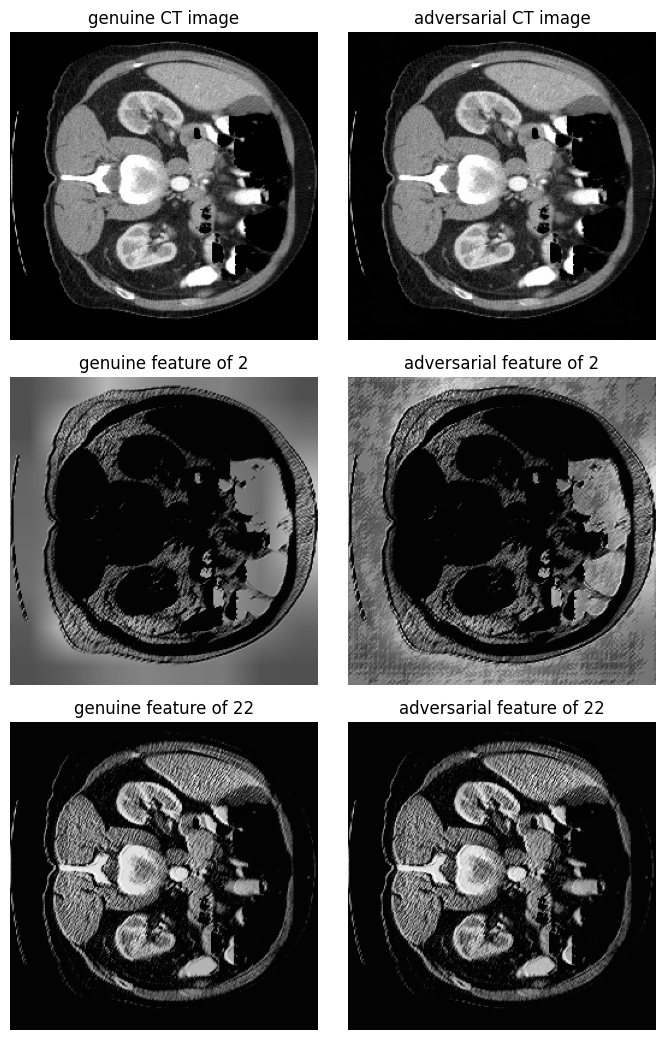 genuine CT image
adversarial CT image
genuine feature of 2
adversarial feature of 2
genuine feature of 22
adversarial feature of 22